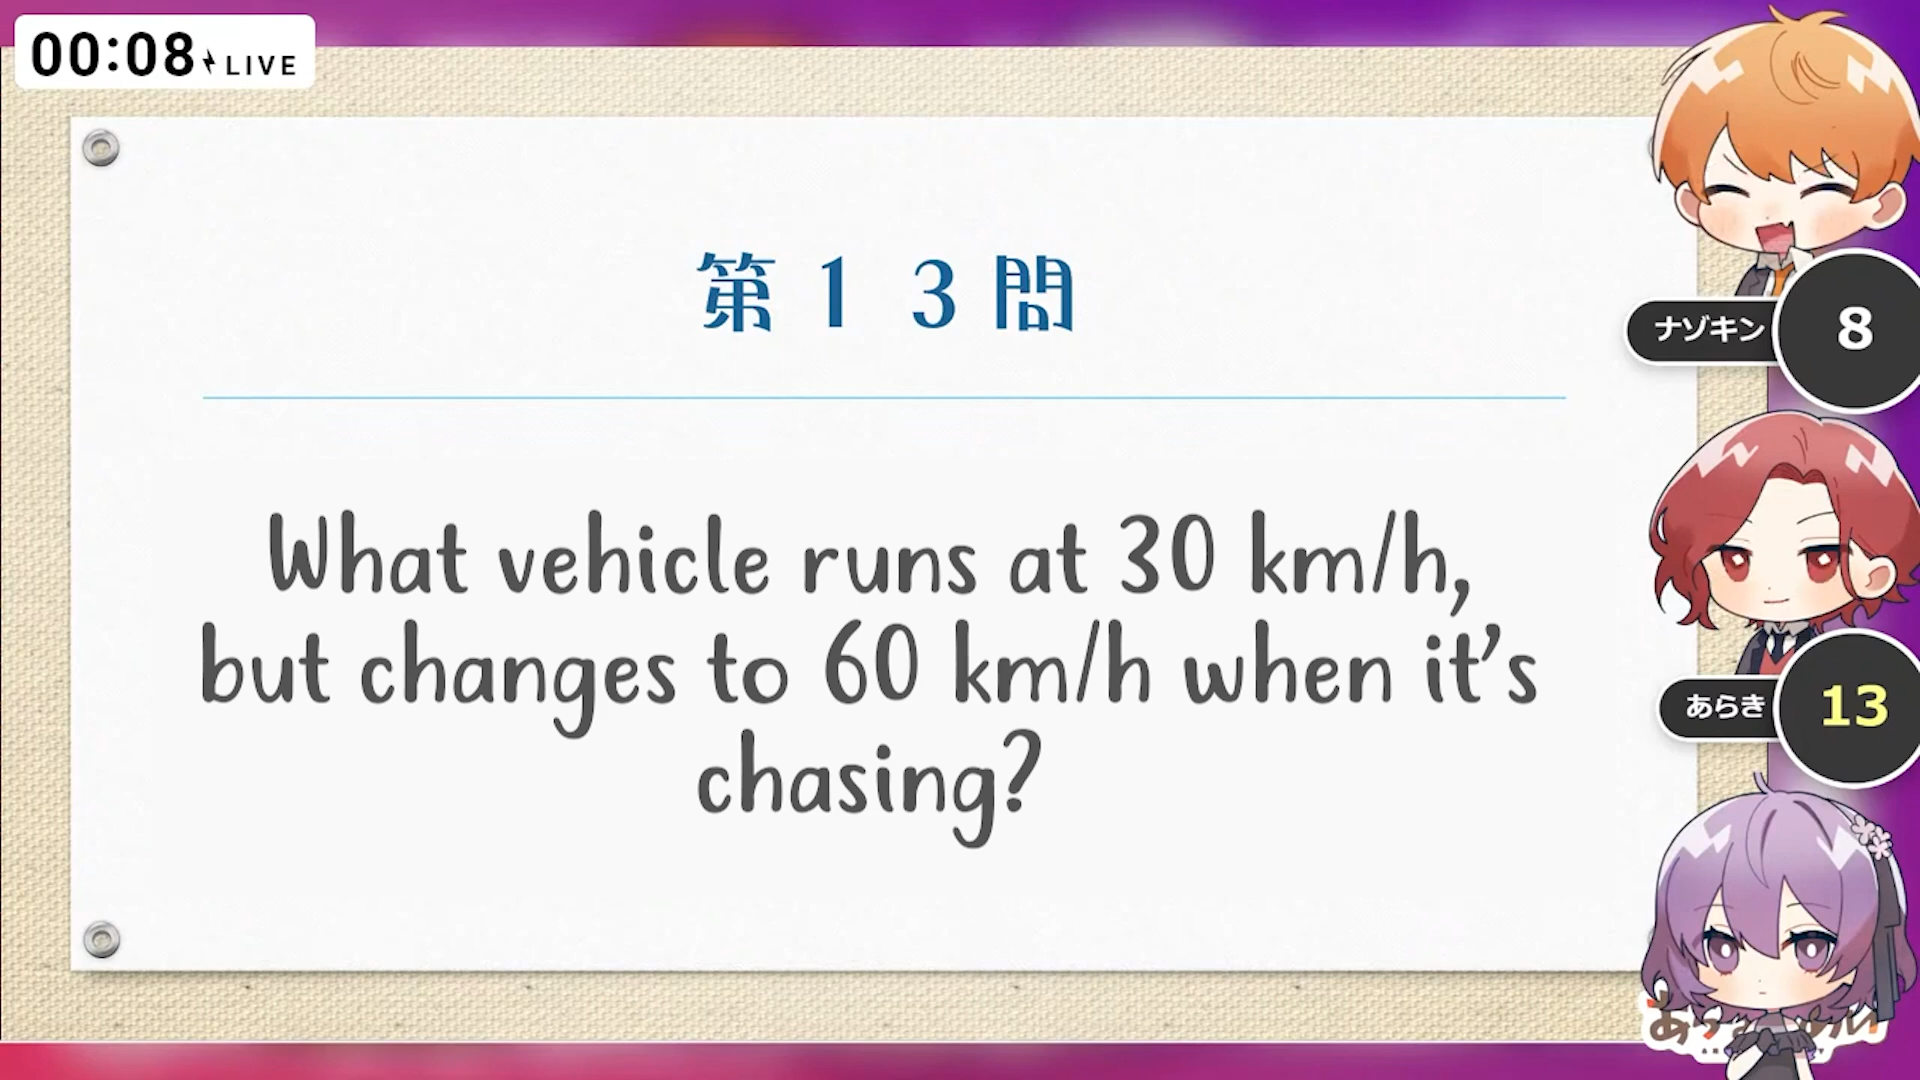 00:08 LIVE
第１３問
What vehicle runs at 30 km/h,
but changes to 60 km/h when it's
chasing?
ナゾキン 8
あらき 13